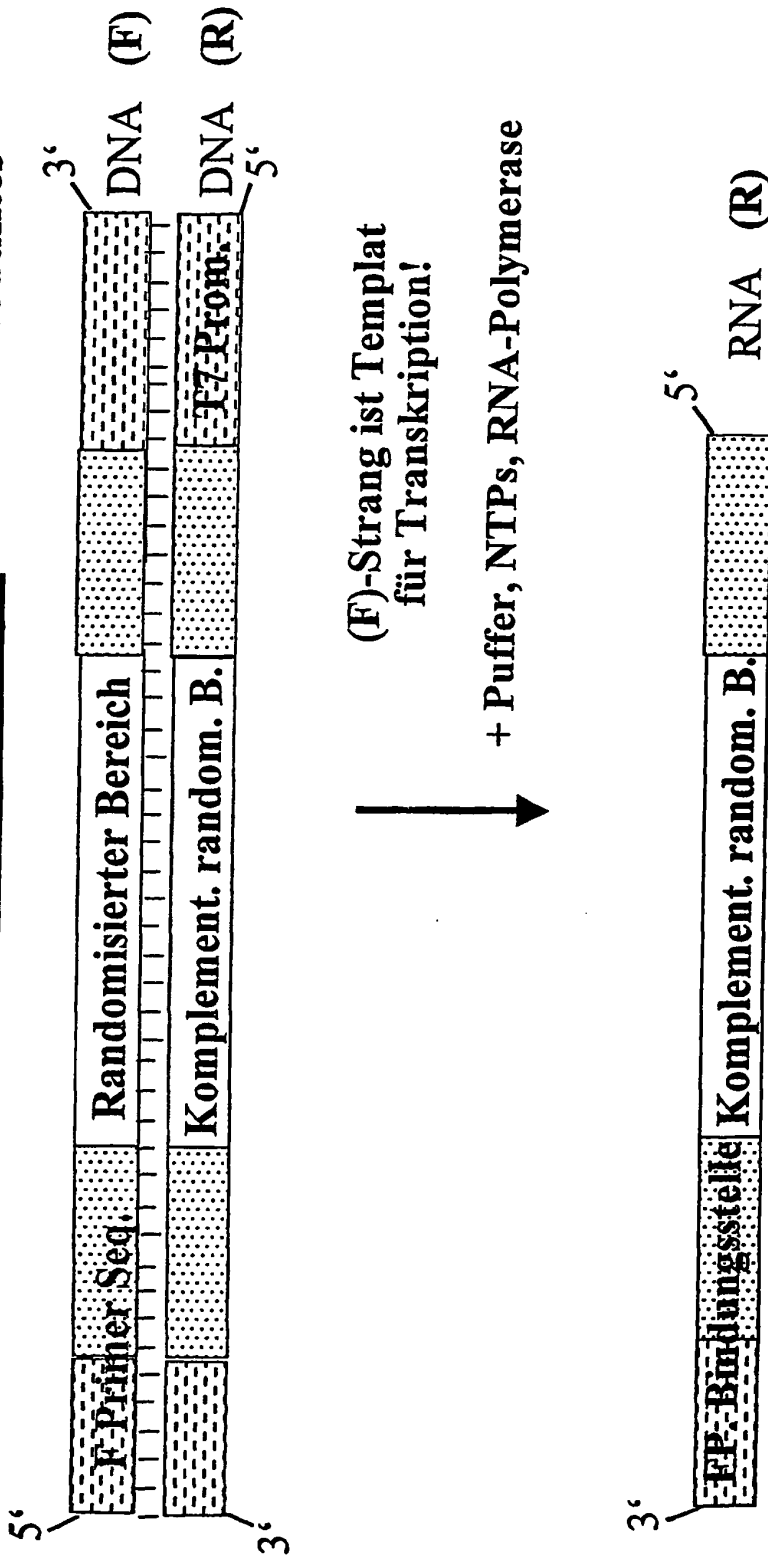 5‘ 3‘
F-Primer Seq. Randomisierter Bereich DNA (F)
Komplement. random. B. T7-Prom. DNA (R)
3‘ 5‘
(F)-Strang ist Templat
für Transkription!
+ Puffer, NTPs, RNA-Polymerase
3‘ 5‘
FP.-Bindungsstelle Komplement. random. B. RNA (R)